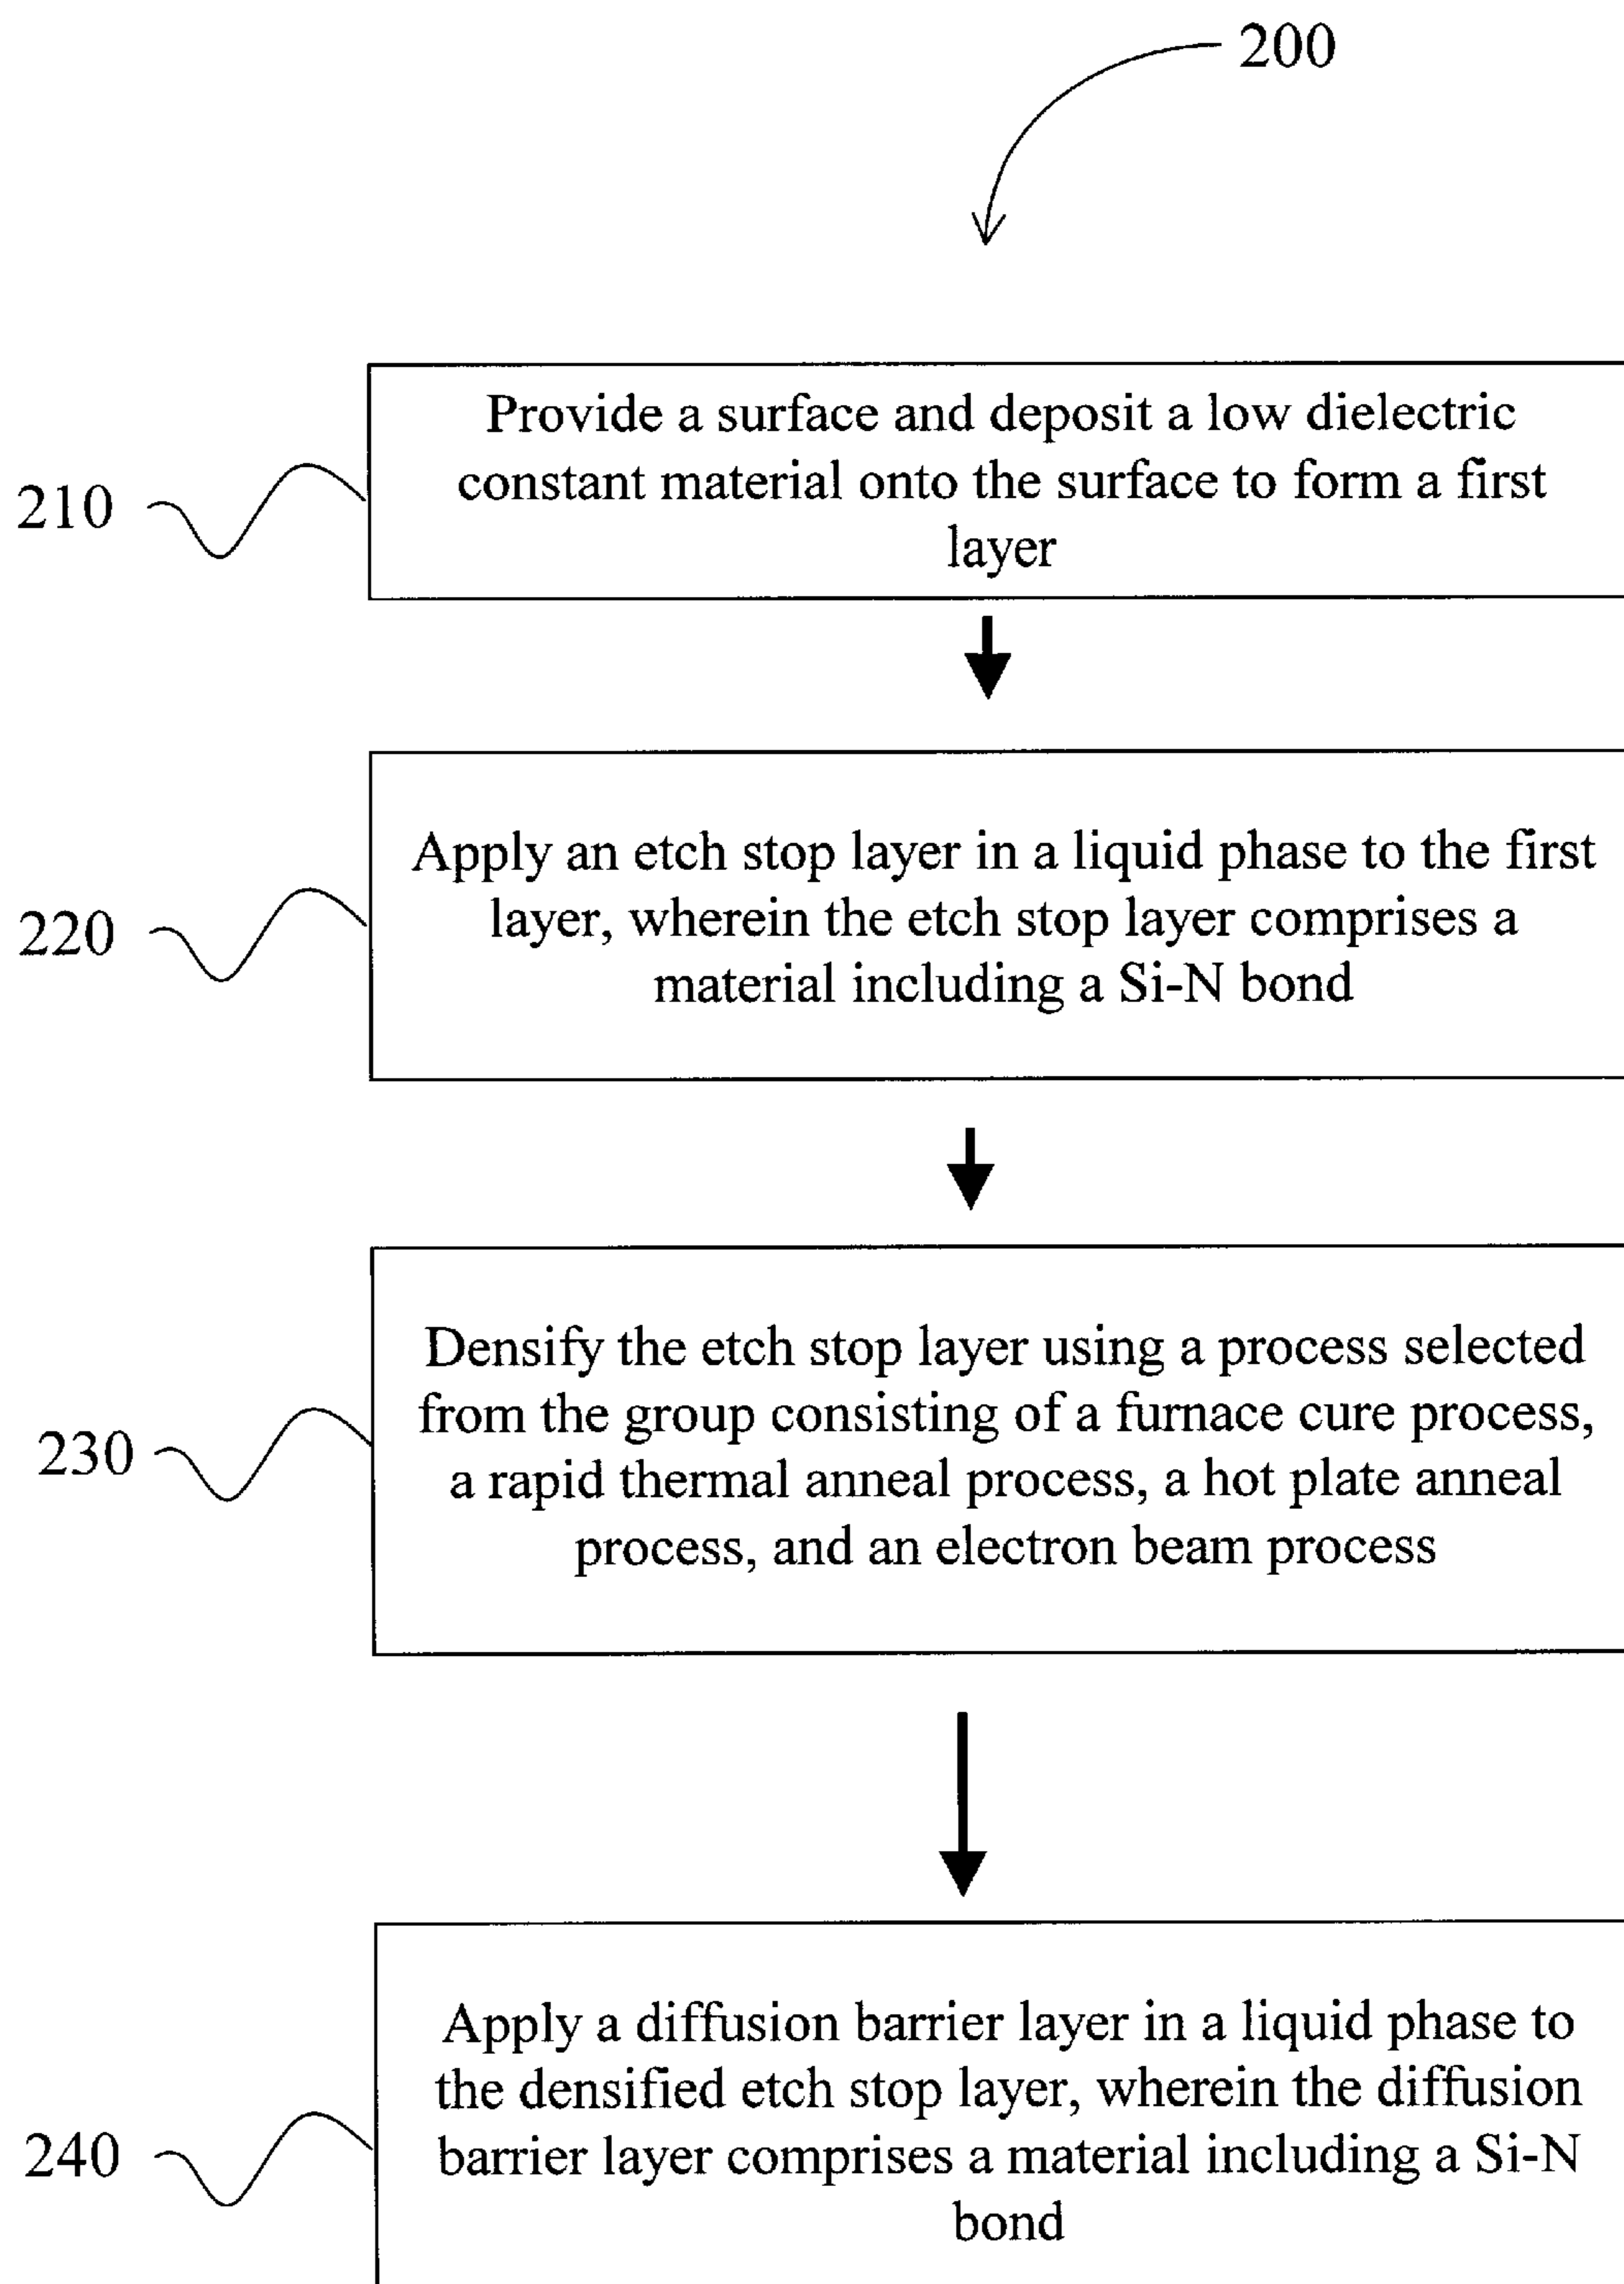 200
Provide a surface and deposit a low dielectric
constant material onto the surface to form a first
layer
210
Apply an etch stop layer in a liquid phase to the first
layer, wherein the etch stop layer comprises a
material including a Si-N bond
220
Densify the etch stop layer using a process selected
from the group consisting of a furnace cure process,
a rapid thermal anneal process, a hot plate anneal
process, and an electron beam process
230
Apply a diffusion barrier layer in a liquid phase to
the densified etch stop layer, wherein the diffusion
barrier layer comprises a material including a Si-N
bond
240